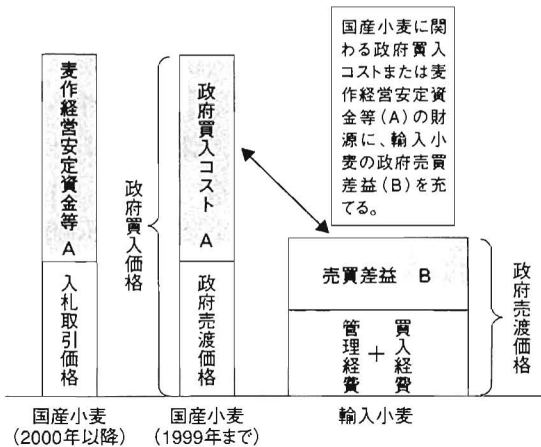 麦作経営安定資金等 A
入札取引価格
政府買入価格
政府買入コスト A
政府売渡価格
国産小麦に関
わる政府買入
コストまたは麦
作経営安定資
金等(A)の財
源に、輸入小
麦の政府売買
差益(B)を充
てる。
売買差益 B
管理経費
+
買入経費
政府売渡価格
国産小麦
(2000年以降)
国産小麦
(1999年まで)
輸入小麦